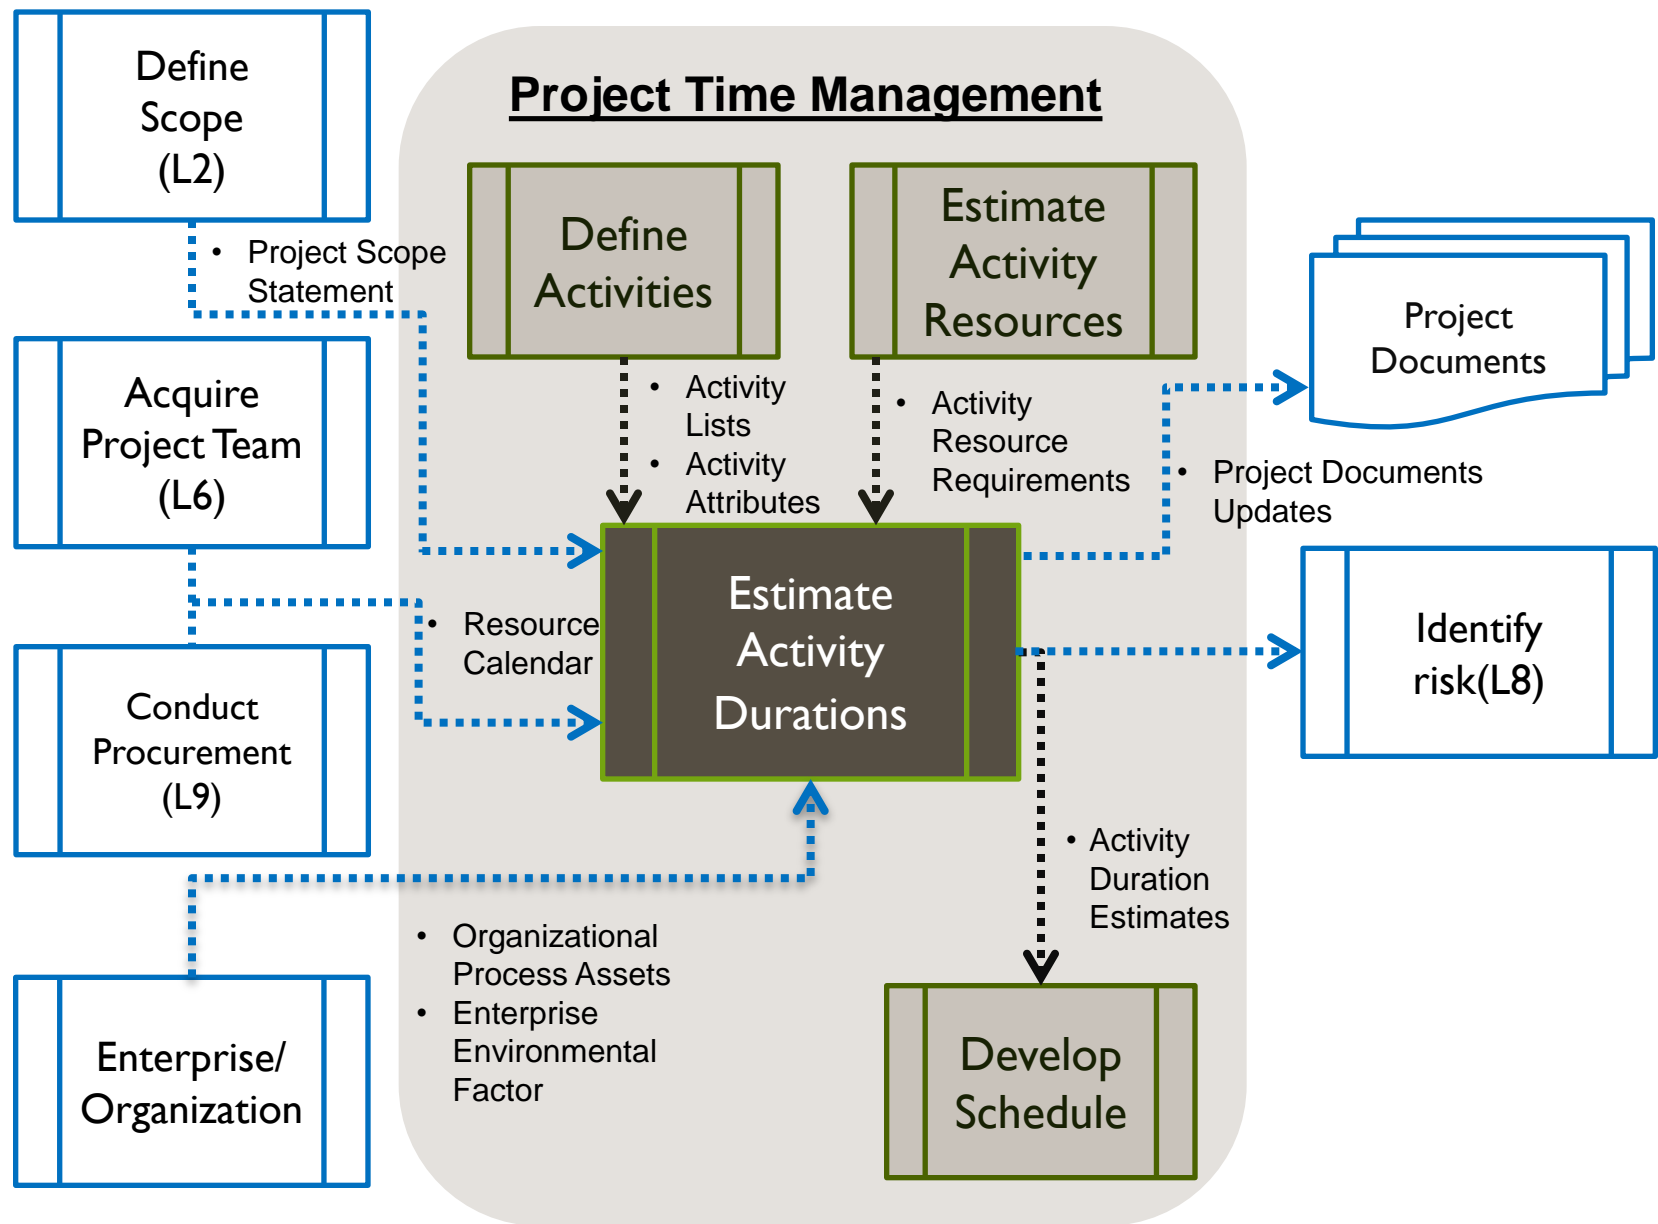 Project Time Management
Define
Scope
(L2)
• Project Scope
Statement
Acquire
Project Team
(L6)
Conduct
Procurement
(L9)
Enterprise/
Organization
Define
Activities
Estimate
Activity
Resources
• Activity
Lists
• Activity
Attributes
• Activity
Resource
Requirements
• Resource
Calendar
Estimate
Activity
Durations
• Organizational
Process Assets
• Enterprise
Environmental
Factor
• Activity
Duration
Estimates
Develop
Schedule
Project
Documents
• Project Documents
Updates
Identify
risk(L8)